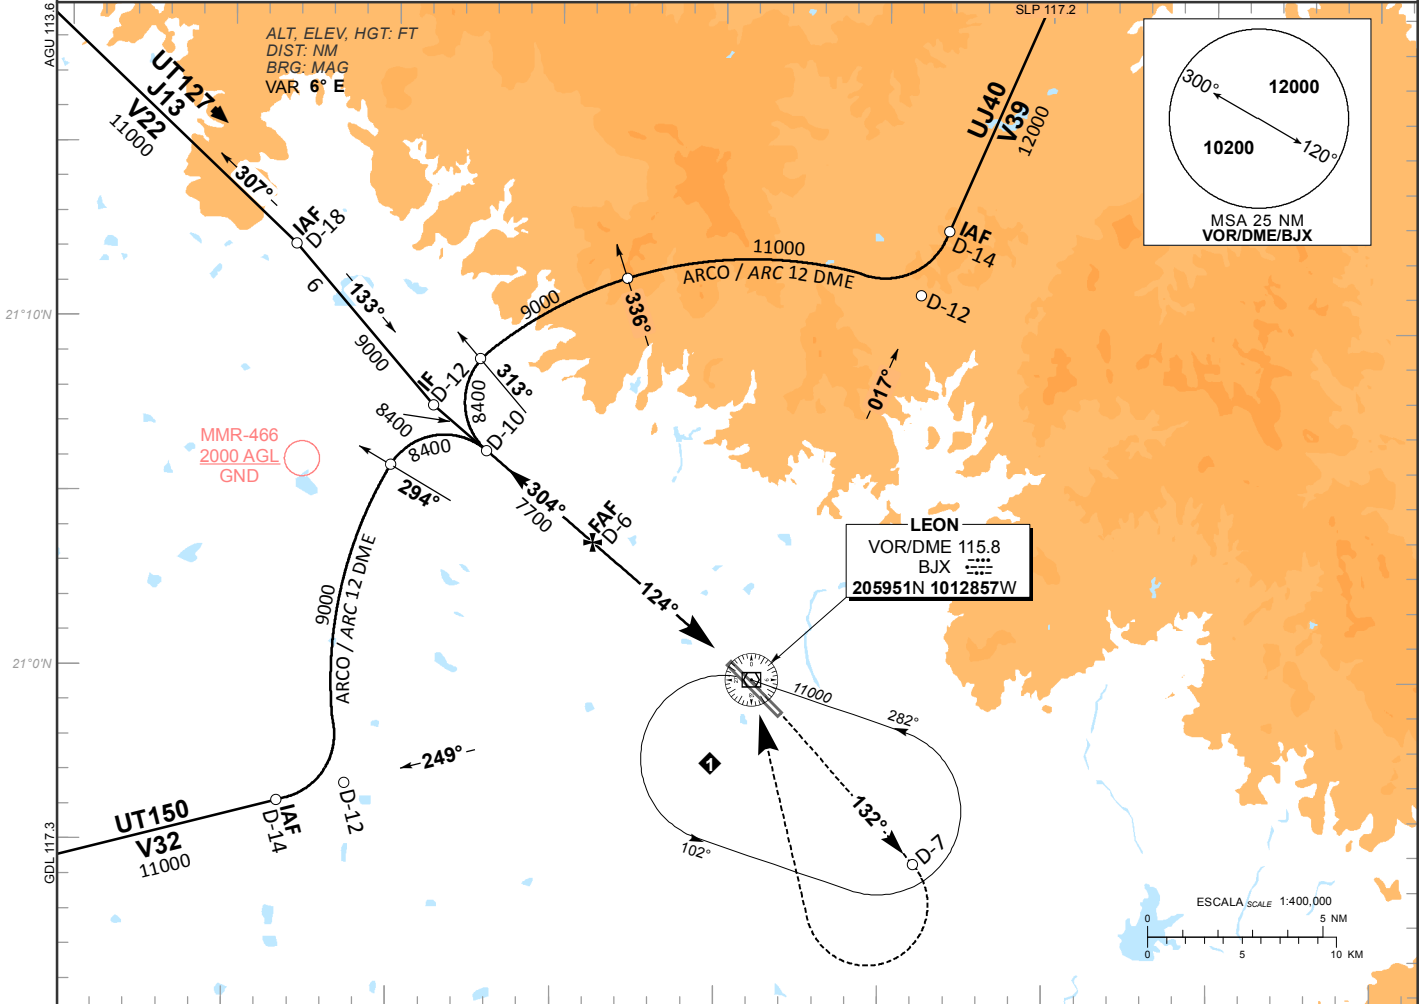 AGU 113.6
ALT, ELEV, HGT: FT
DIST: NM
BRG: MAG
VAR 6° E
SLP 117.2
UT127
J13
V22
11000
307°
IAF
D-18
6
133°
9000
IF
D-12
UJ40
V39
12000
IAF
D-14
D-12
017°
11000
ARCO / ARC 12 DME
9000
336°
313°
8400
D-10
300°
12000
10200
120°
MSA 25 NM
VOR/DME/BJX
21°10'N
MMR-466
2000 AGL
GND
8400
8400
294°
304°
7700
FAF
D-6
124°
LEON
VOR/DME 115.8
BJX
205951N 1012857W
9000
ARCO / ARC 12 DME
21°0'N
11000
282°
1
102°
132°
D-7
249°
UT150
V32
11000
IAF
D-14
D-12
GDL 117.3
ESCALA SCALE 1:400,000
0 5 NM
0 5 10 KM